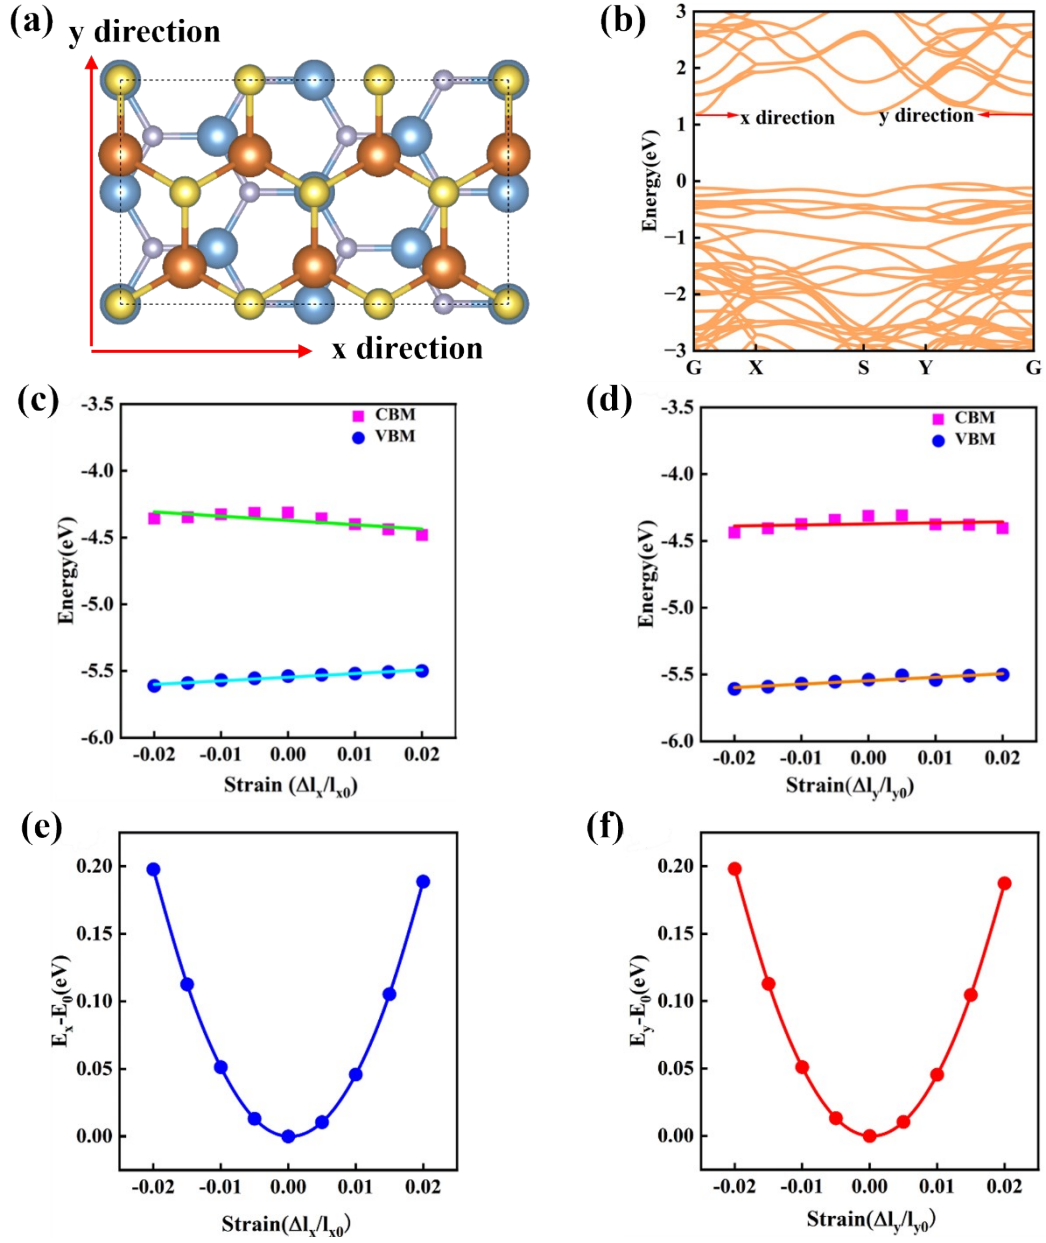 (a)
y direction
x direction
(b)
3
2
1
0
−1
−2
−3
Energy(eV)
x direction
y direction
G X S Y G
(c)
-3.5
-4.0
-4.5
-5.0
-5.5
-6.0
Energy(eV)
CBM
VBM
-0.02 -0.01 0.00 0.01 0.02
Strain (Δlx/lx0)
(d)
-3.5
-4.0
-4.5
-5.0
-5.5
-6.0
Energy(eV)
CBM
VBM
-0.02 -0.01 0.00 0.01 0.02
Strain(Δly/ly0)
(e)
0.20
0.15
0.10
0.05
0.00
Ex-E0(eV)
-0.02 -0.01 0.00 0.01 0.02
Strain(Δlx/lx0)
(f)
0.20
0.15
0.10
0.05
0.00
Ey-E0(eV)
-0.02 -0.01 0.00 0.01 0.02
Strain(Δly/ly0)